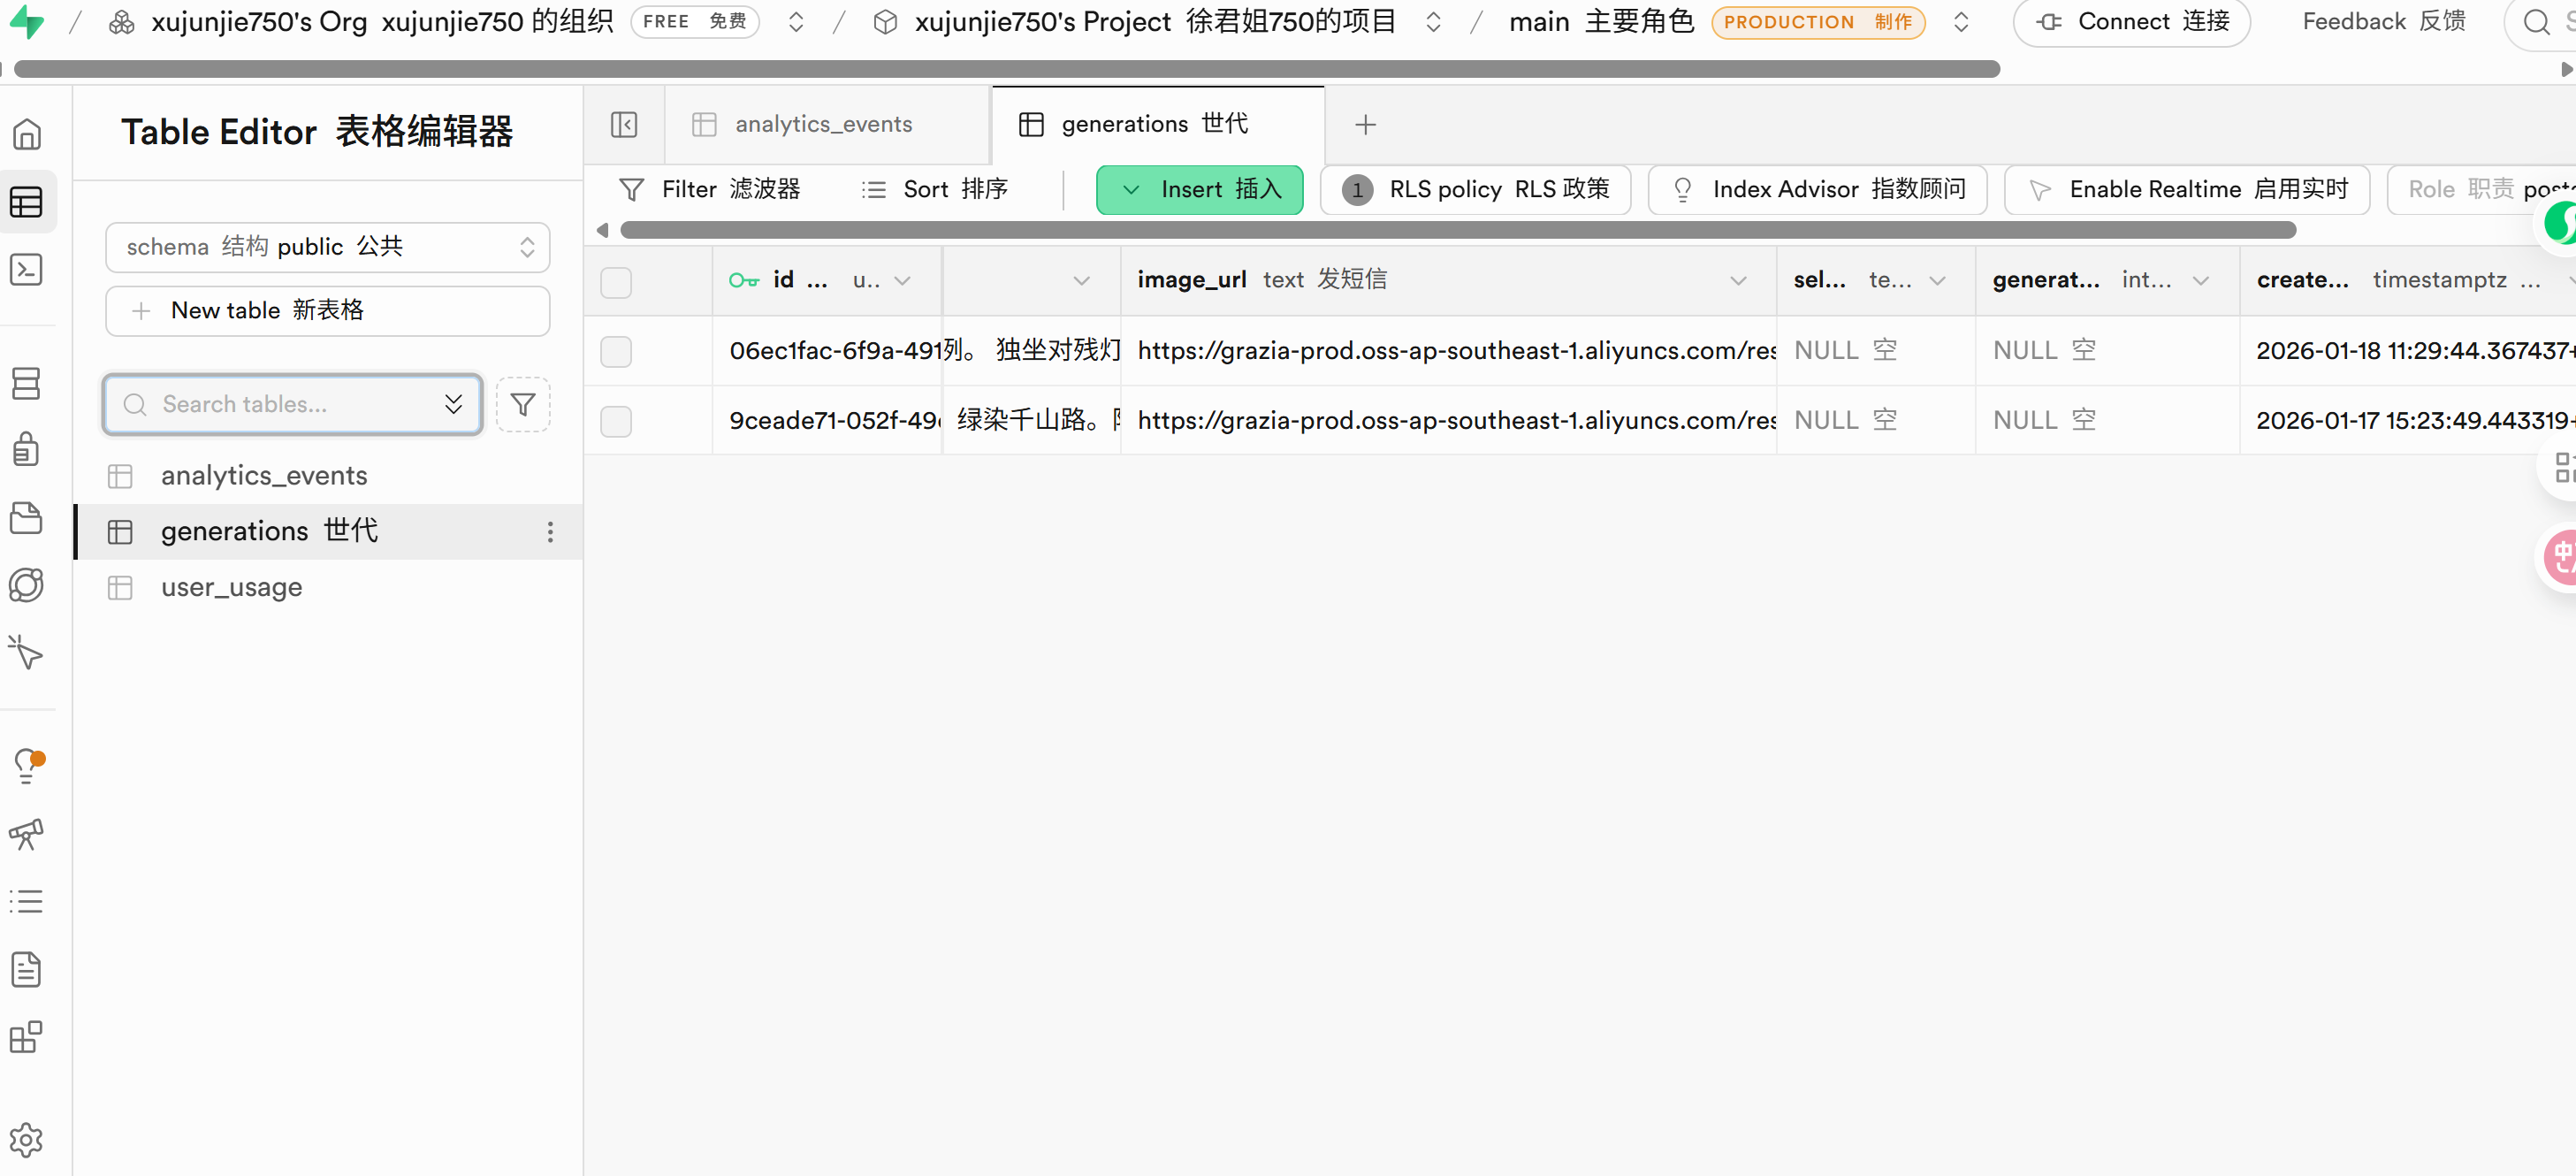 xujunjie750's Org xujunjie750 的组织 FREE 免费 / xujunjie750's Project 徐君姐750的项目 / main 主要角色 PRODUCTION 制作 Connect 连接 Feedback 反馈
Table Editor 表格编辑器
schema 结构 public 公共
New table 新表格
Search tables...
analytics_events
generations 世代
user_usage
analytics_events generations 世代
Filter 滤波器 Sort 排序 Insert 插入 1 RLS policy RLS 政策 Index Advisor 指数顾问 Enable Realtime 启用实时 Role 职责
id ... u.. image_url text 发短信 sel... te... generat... int... create... timestamptz ...
06ec1fac-6f9a-491 列。 独坐对残灯 https://grazia-prod.oss-ap-southeast-1.aliyuncs.com/res NULL 空 NULL 空 2026-01-18 11:29:44.367437+
9ceade71-052f-49 绿染千山路。 https://grazia-prod.oss-ap-southeast-1.aliyuncs.com/res NULL 空 NULL 空 2026-01-17 15:23:49.443319+